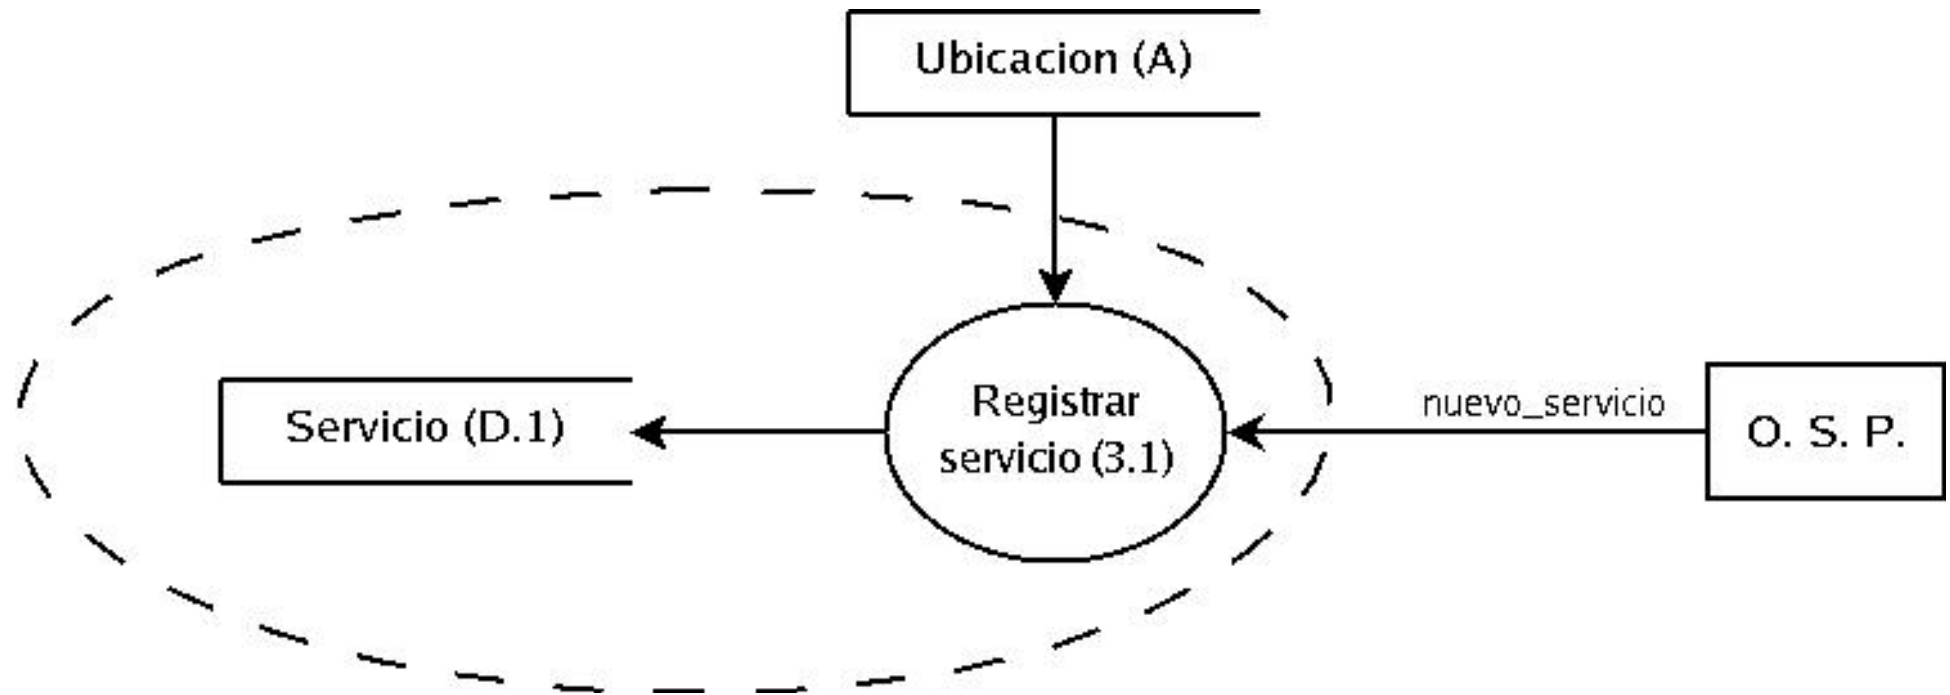 Ubicacion (A)
Servicio (D.1)
Registrar
servicio (3.1)
nuevo_servicio
O. S. P.